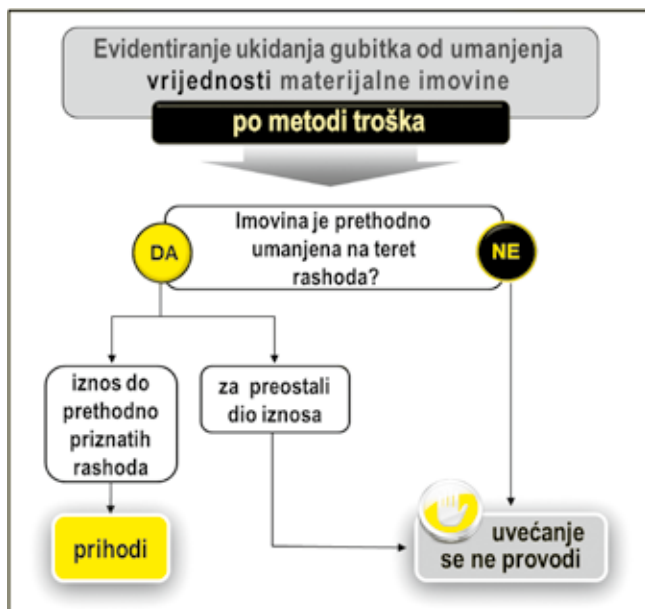 Evidentiranje ukidanja gubitka od umanjenja
vrijednosti materijalne imovine
po metodi troška
Imovina je prethodno
umanjena na teret
rashoda?
DA
NE
iznos do
prethodno
priznatih
rashoda
za preostali
dio iznosa
prihodi
uvećanje
se ne provodi